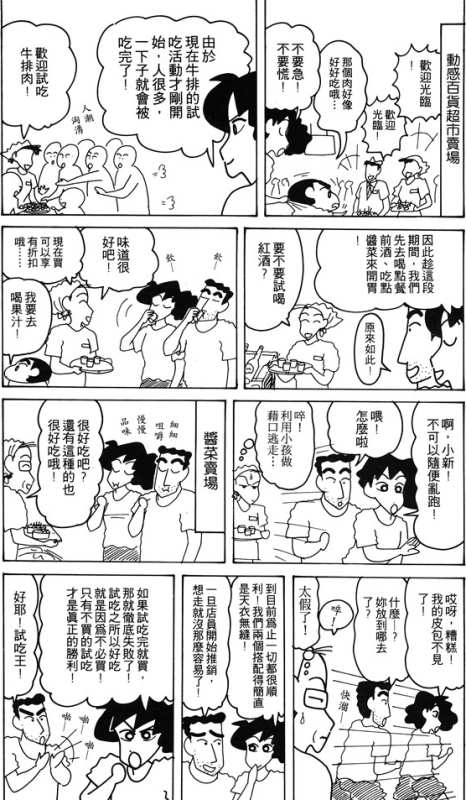 動感百貨超市賣場
歡迎光臨
！
歡迎
光臨！
那個肉好像
好好吃哦…
不要急！
不要慌！
由於
現在牛排的試
吃活動才剛開
始，人很多，
一下子就會被
吃完了！
人潮
洶湧
歡迎試吃
牛排肉！
因此趁這段
期間，我們
先去喝點餐
前酒、吃點
醬菜來開胃
原來如此！
要不要試喝
紅酒？
味道很
好吧！
現在買
可以享
有折扣
哦……
我要去
喝果汁！
啊，小新！
不可以隨便亂跑
！
喂！
怎麼啦
啐！
利用小孩做
藉口逃走…
醬菜賣場
細細
咀嚼
慢慢
品味
很好吃吧？
還有這種的也
很好吃哦！
哎呀，糟糕！
我的皮包不見
了！
什麼！？
妳放到哪去
了？
快溜
啐！
太假了！
到目前為止一切都很順
利！我們兩個搭配得簡直
是天衣無縫！
一旦店員開始推銷，
想走就沒那麼容易了！
如果試吃完就買，
那就徹底失敗了！
試吃之所以好吃
就是因為不必買！
只有不買的試吃
才是真正的勝利！
好耶！試吃王！